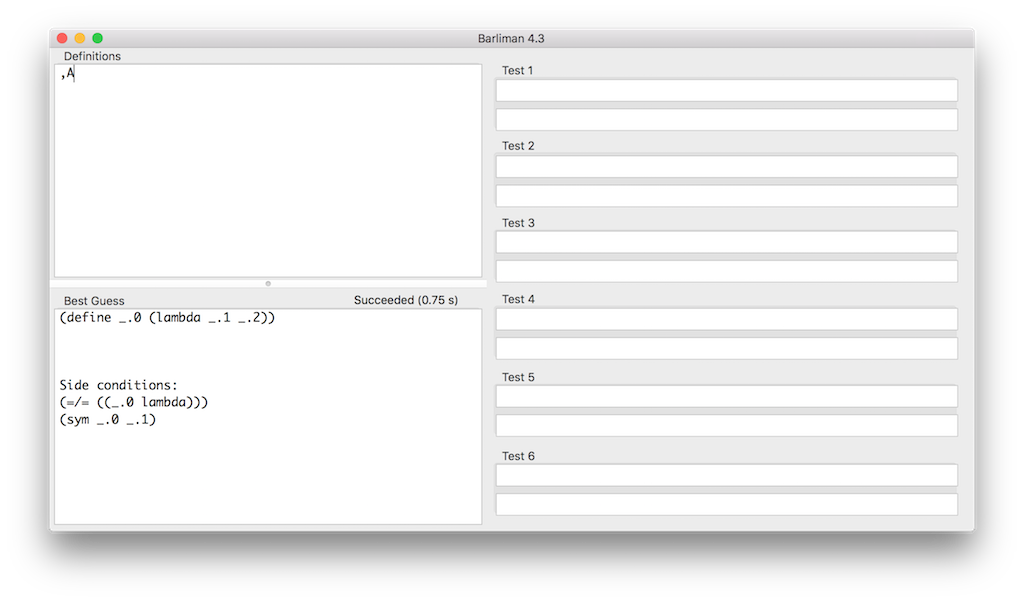 Barliman 4.3
Definitions
,A
Best Guess Succeeded (0.75 s)
(define _.0 (lambda _.1 _.2))
Side conditions:
(=/= ((_.0 lambda)))
(sym _.0 _.1)
Test 1
Test 2
Test 3
Test 4
Test 5
Test 6